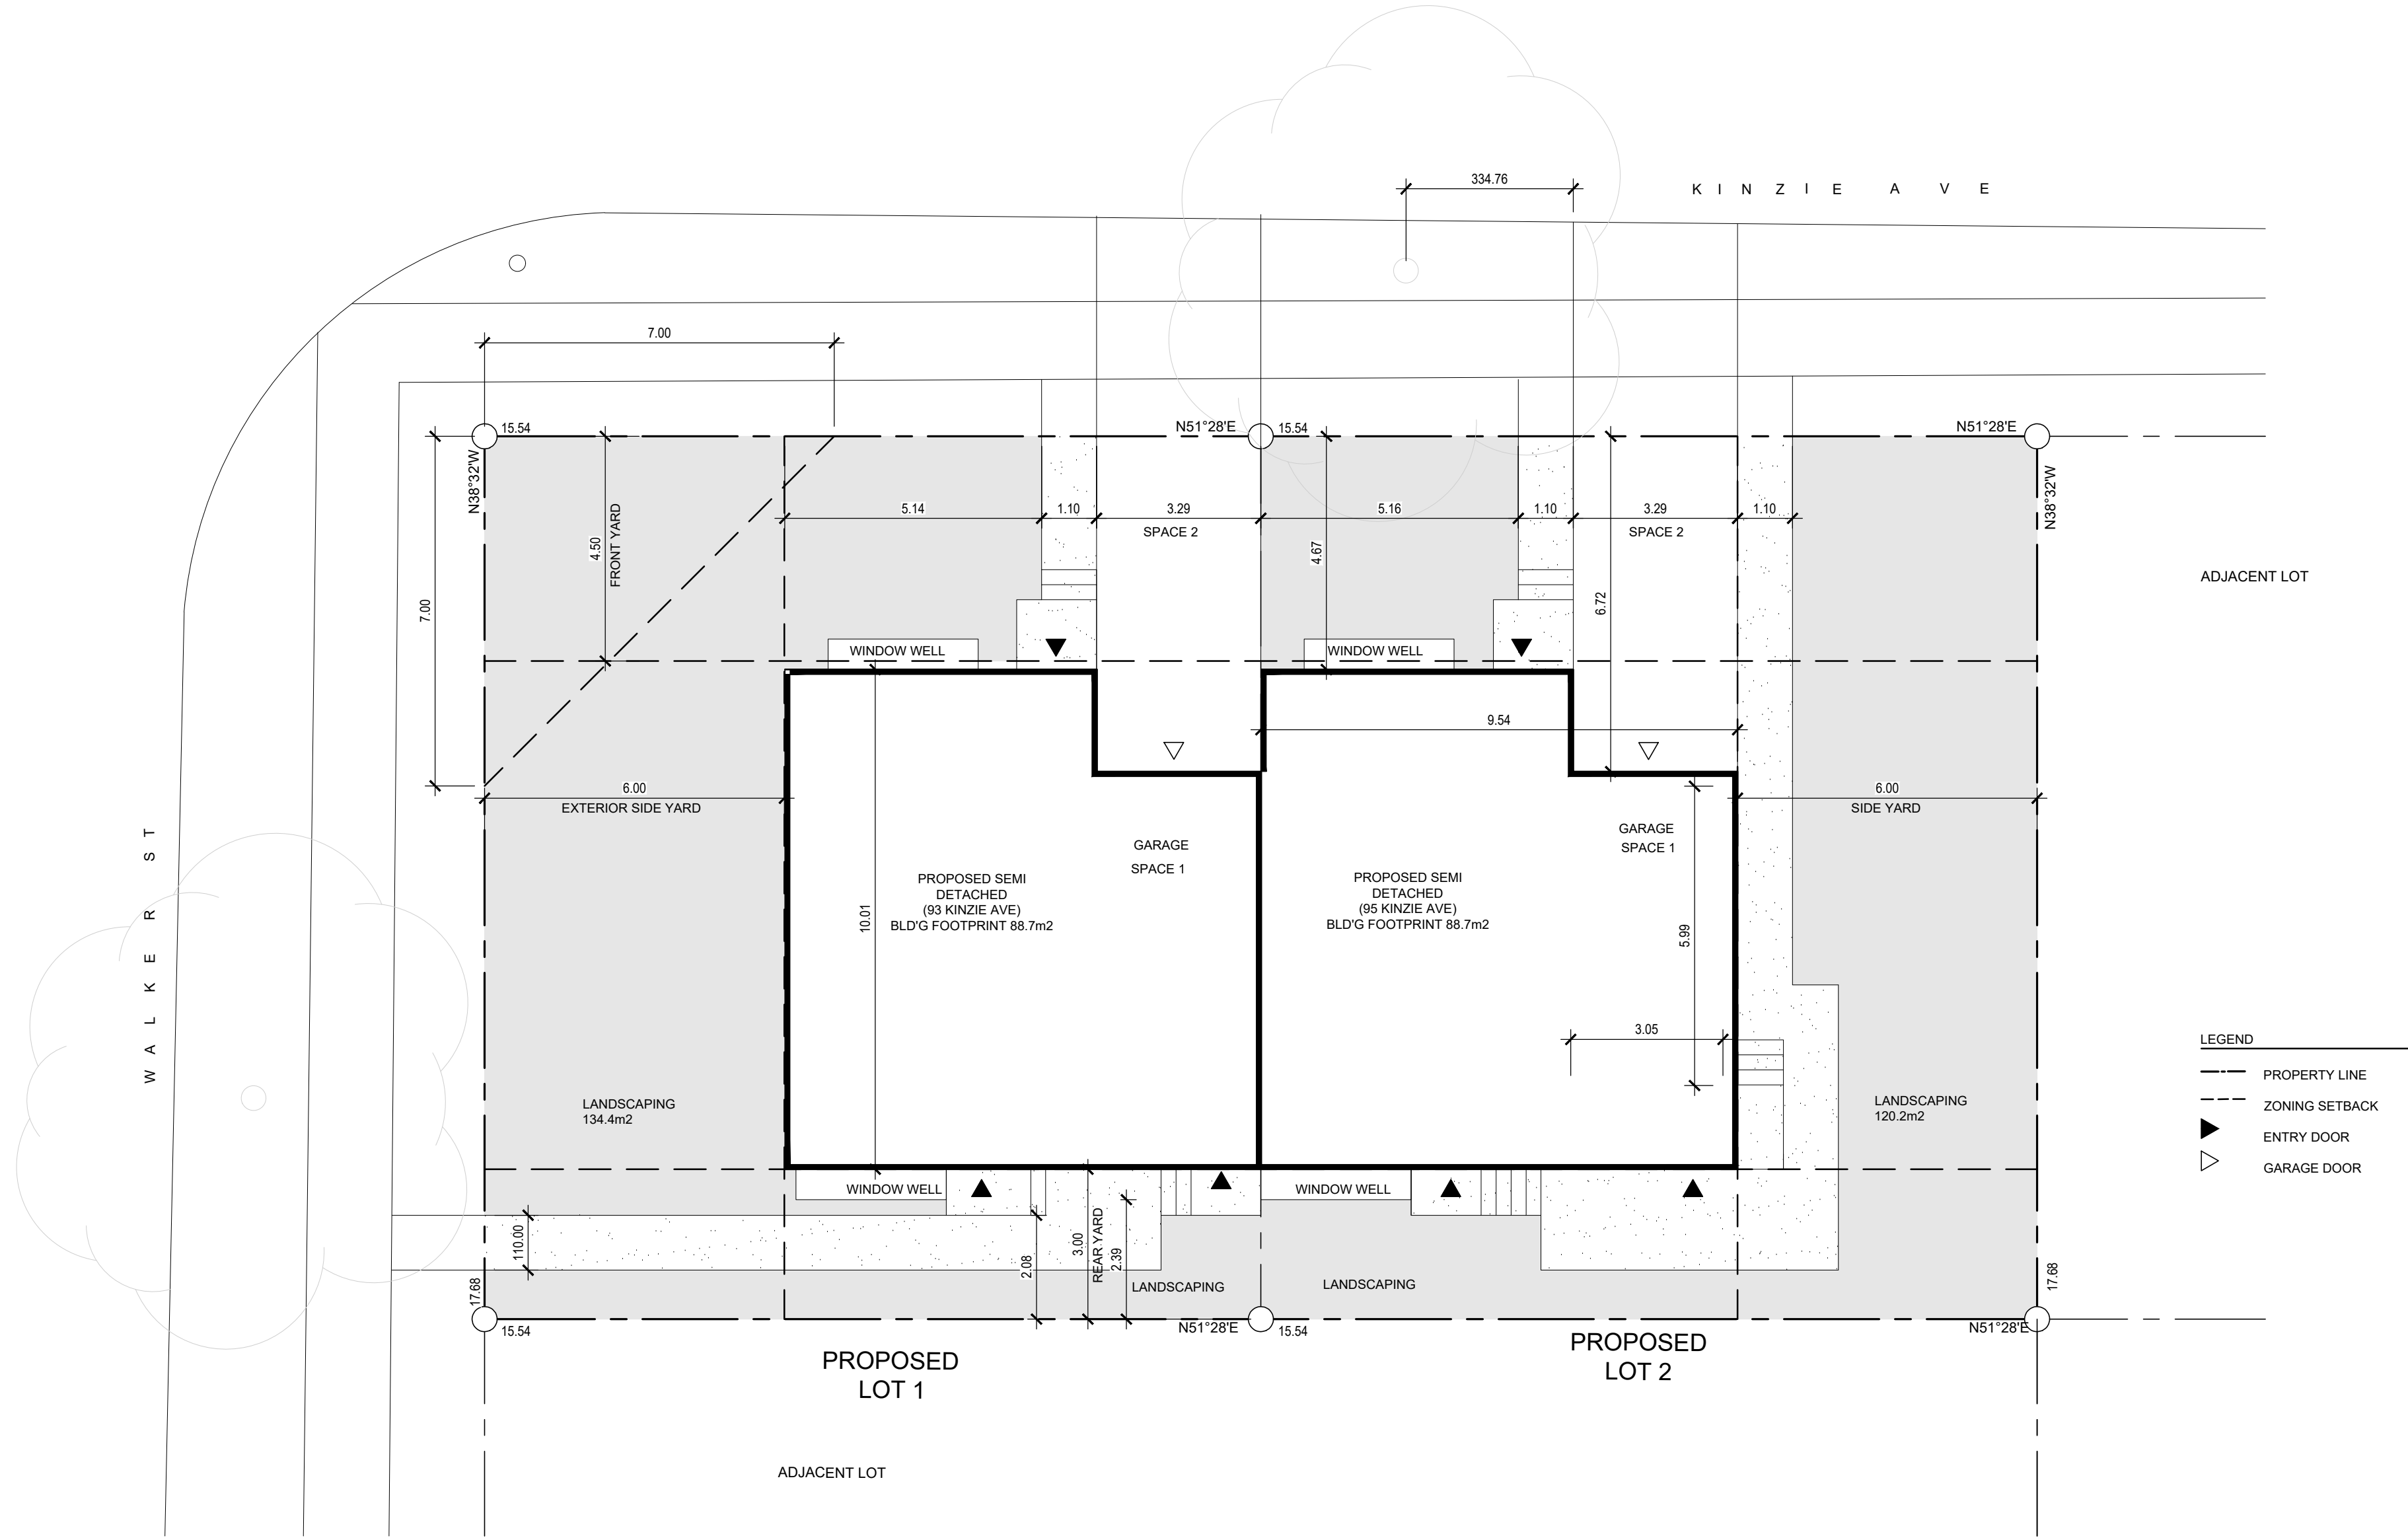 334.76
KINZIE AVE
7.00
15.54
N51°28'E
15.54
N51°28'E
N38°32'W
N38°32'W
4.50
FRONT YARD
7.00
5.14
1.10
3.29
5.16
1.10
3.29
1.10
SPACE 2
SPACE 2
4.67
6.72
ADJACENT LOT
WINDOW WELL
WINDOW WELL
9.54
6.00
EXTERIOR SIDE YARD
6.00
SIDE YARD
WALKER ST
GARAGE
SPACE 1
GARAGE
SPACE 1
PROPOSED SEMI
DETACHED
(93 KINZIE AVE)
BLD'G FOOTPRINT 88.7m2
PROPOSED SEMI
DETACHED
(95 KINZIE AVE)
BLD'G FOOTPRINT 88.7m2
10.01
5.99
3.05
LANDSCAPING
134.4m2
LANDSCAPING
120.2m2
LEGEND
PROPERTY LINE
ZONING SETBACK
ENTRY DOOR
GARAGE DOOR
WINDOW WELL
WINDOW WELL
110.00
2.08
3.00
REAR YARD
2.39
LANDSCAPING
LANDSCAPING
17.68
17.68
15.54
N51°28'E
15.54
N51°28'E
PROPOSED
LOT 1
PROPOSED
LOT 2
ADJACENT LOT